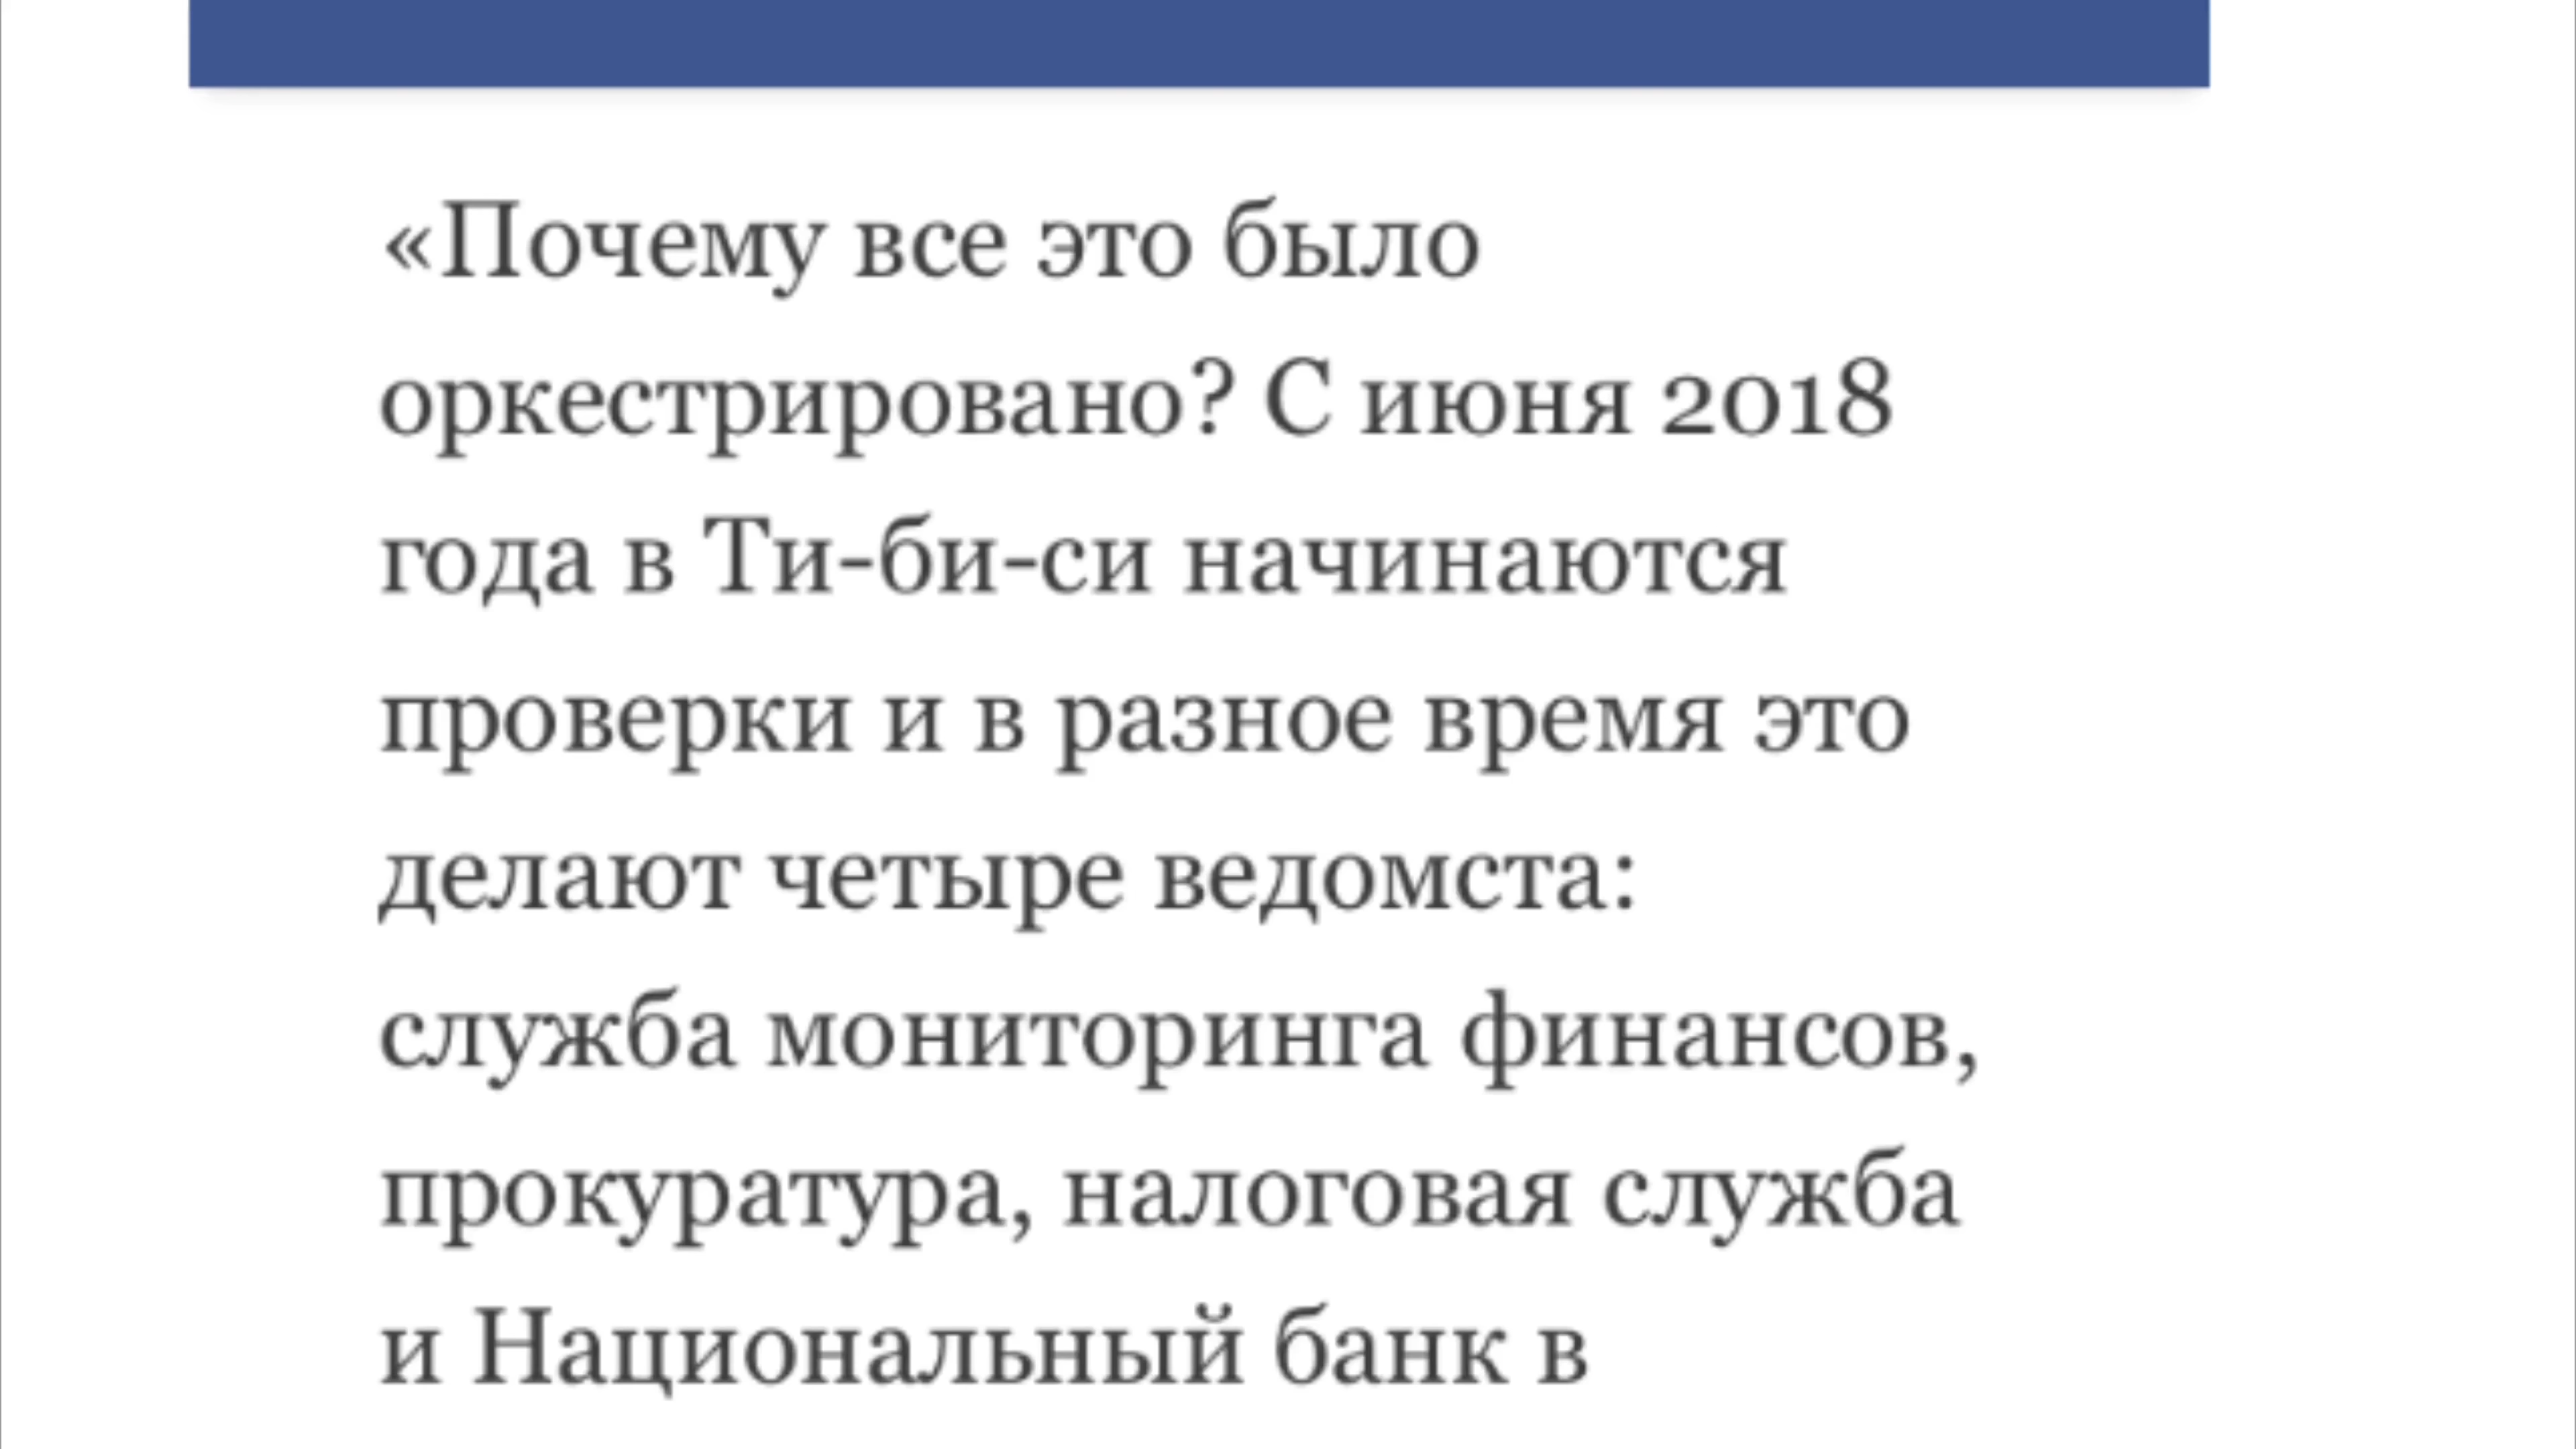 «Почему все это было
оркестрировано? С июня 2018
года в Ти-би-си начинаются
проверки и в разное время это
делают четыре ведомста:
служба мониторинга финансов,
прокуратура, налоговая служба
и Национальный банк в